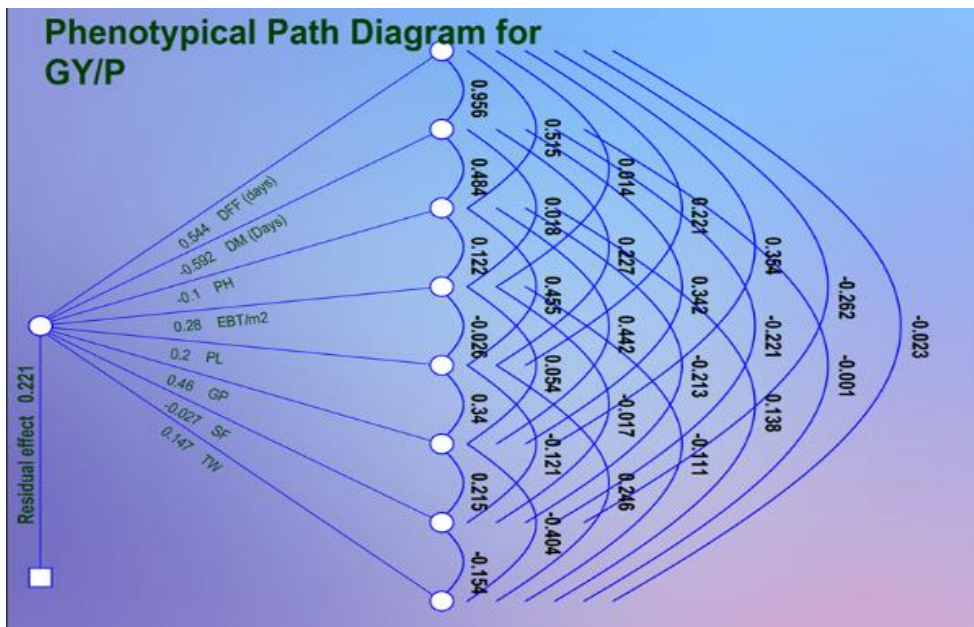 Phenotypical Path Diagram for
GY/P
0.544 DFF (days)
-0.592 DM (Days)
-0.1 PH
0.28 EBT/m2
0.2 PL
0.46 GP
-0.027 SF
0.147 TW
Residual effect 0.221
0.956
0.484
0.122
-0.026
0.34
0.215
-0.154
0.515
0.018
0.455
0.054
-0.121
-0.404
0.014
0.227
0.442
-0.017
0.246
0.221
0.342
-0.213
-0.111
0.354
-0.221
0.138
-0.262
-0.001
-0.023